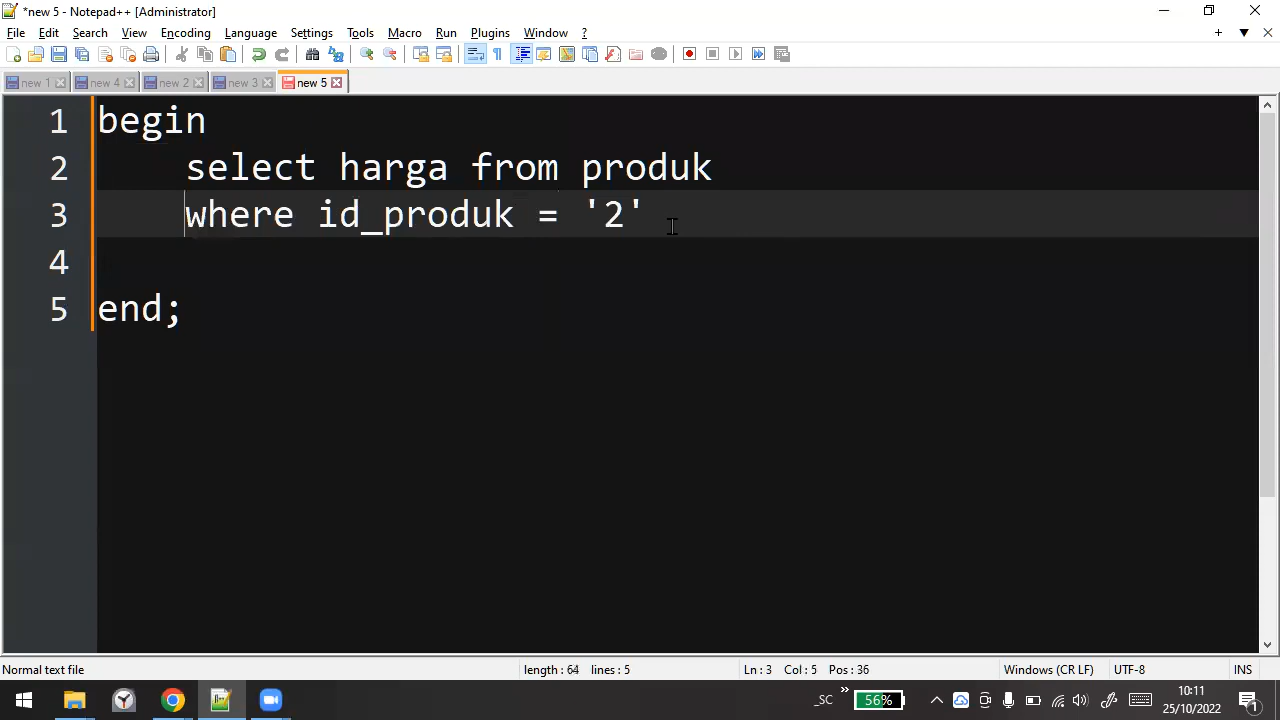 *new 5 - Notepad++ [Administrator]
File Edit Search View Encoding Language Settings Tools Macro Run Plugins Window ?
new 1 new 4 new 2 new 3 new 5
1 begin
2 select harga from produk
3 where id_produk = '2'
4
5 end;
Normal text file length : 64 lines : 5 Ln : 3 Col : 5 Pos : 36 Windows (CR LF) UTF-8 INS
_SC 56% 10:11
25/10/2022 1